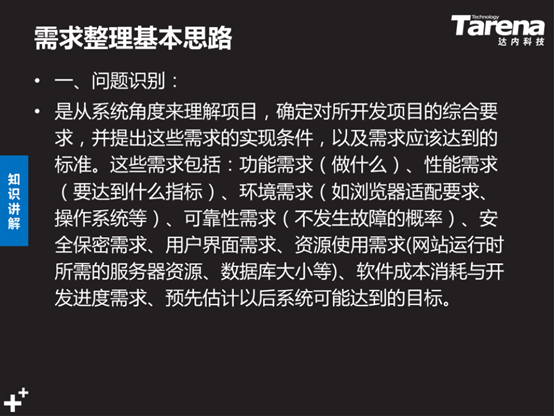 需求整理基本思路
Technology
Tarena
达内科技
• 一、问题识别：
• 是从系统角度来理解项目，确定对所开发项目的综合要
求，并提出这些需求的实现条件，以及需求应该达到的
标准。这些需求包括：功能需求（做什么）、性能需求
（要达到什么指标）、环境需求（如浏览器适配要求、
操作系统等）、可靠性需求（不发生故障的概率）、安
全保密需求、用户界面需求、资源使用需求(网站运行时
所需的服务器资源、数据库大小等)、软件成本消耗与开
发进度需求、预先估计以后系统可能达到的目标。
知识讲解